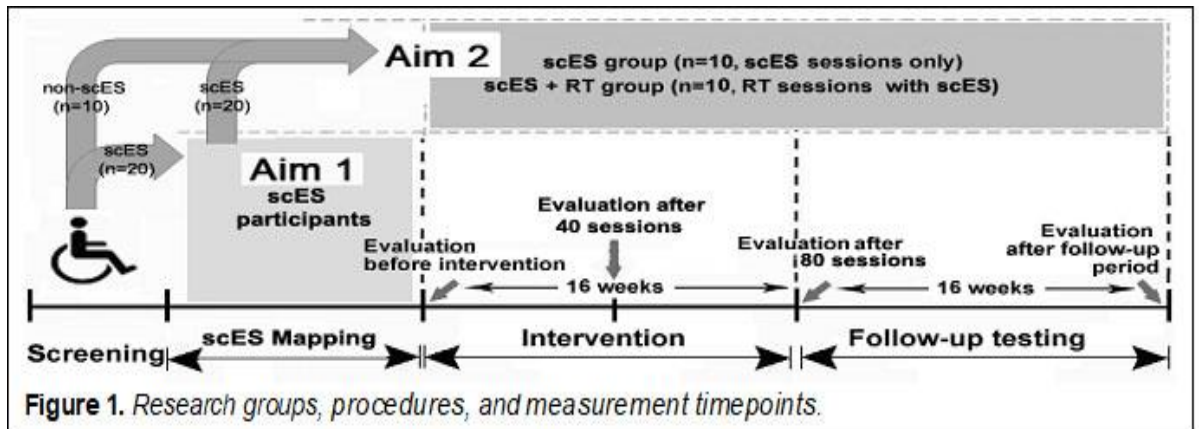 Aim 2
scES group (n=10, scES sessions only)
scES + RT group (n=10, RT sessions with scES)
non-scES
(n=10)
scES
(n=20)
scES
(n=20)
Aim 1
scES
participants
Evaluation
before intervention
Evaluation after
40 sessions
Evaluation after
80 sessions
Evaluation
after follow-up
period
16 weeks
16 weeks
Screening
scES Mapping
Intervention
Follow-up testing
Figure 1. Research groups, procedures, and measurement timepoints.